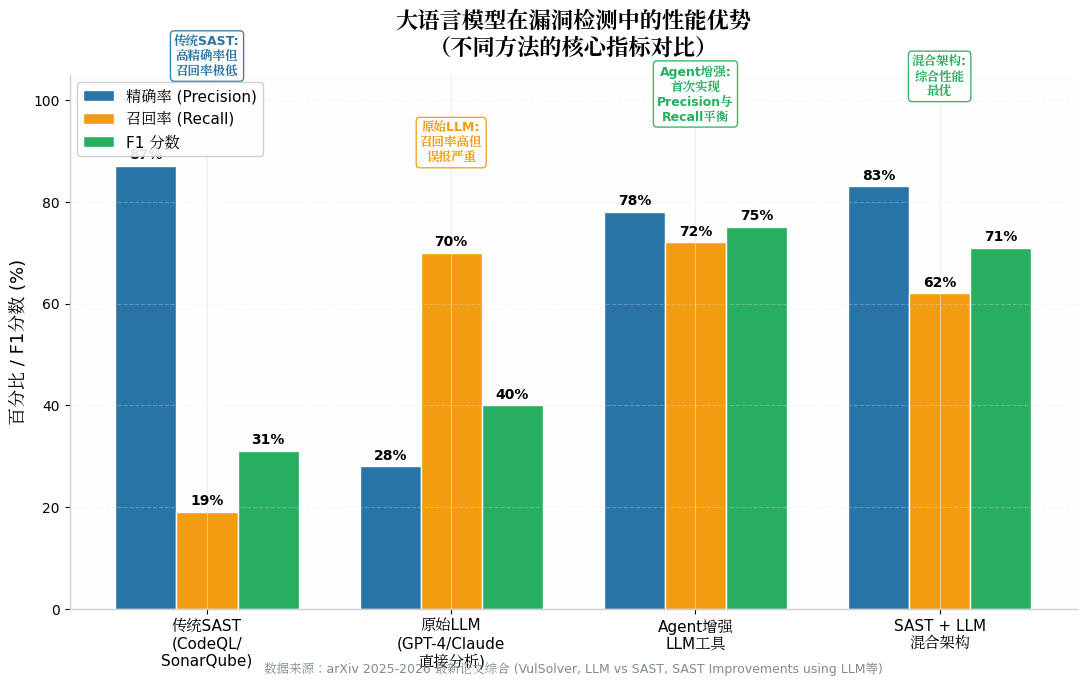 大语言模型在漏洞检测中的性能优势
（不同方法的核心指标对比）
传统SAST:
高精确率但
召回率极低
原始LLM:
召回率高但
误报严重
Agent增强:
首次实现
Precision与
Recall平衡
混合架构:
综合性能
最优
精确率 (Precision)
召回率 (Recall)
F1 分数
百分比 / F1分数 (%)
100
80
60
40
20
0
87%
19%
31%
28%
70%
40%
78%
72%
75%
83%
62%
71%
传统SAST
(CodeQL/
SonarQube)
原始LLM
(GPT-4/Claude
直接分析)
Agent增强
LLM工具
SAST + LLM
混合架构
数据来源：arXiv 2025-2026 最新论文综合 (VulSolver, LLM vs SAST, SAST Improvements using LLM等)